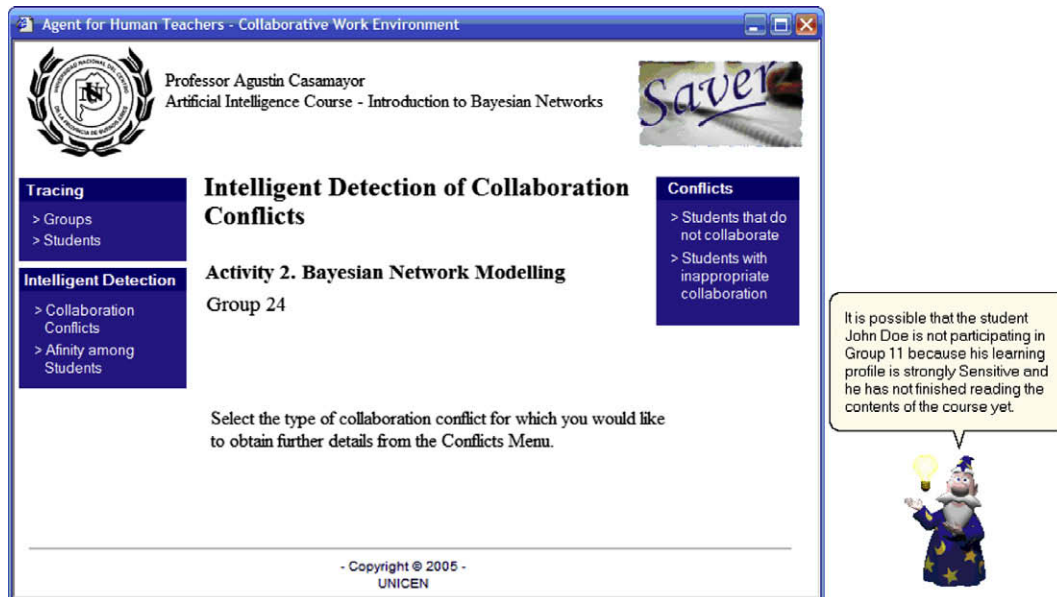 Agent for Human Teachers - Collaborative Work Environment
Professor Agustin Casamayor
Artificial Intelligence Course - Introduction to Bayesian Networks
Saver
Tracing
> Groups
> Students
Intelligent Detection
> Collaboration
Conflicts
> Afinity among
Students
Intelligent Detection of Collaboration
Conflicts
Activity 2. Bayesian Network Modelling
Group 24
Select the type of collaboration conflict for which you would like
to obtain further details from the Conflicts Menu.
Conflicts
> Students that do
not collaborate
> Students with
inappropriate
collaboration
It is possible that the student
John Doe is not participating in
Group 11 because his learning
profile is strongly Sensitive and
he has not finished reading the
contents of the course yet.
- Copyright © 2005 -
UNICEN